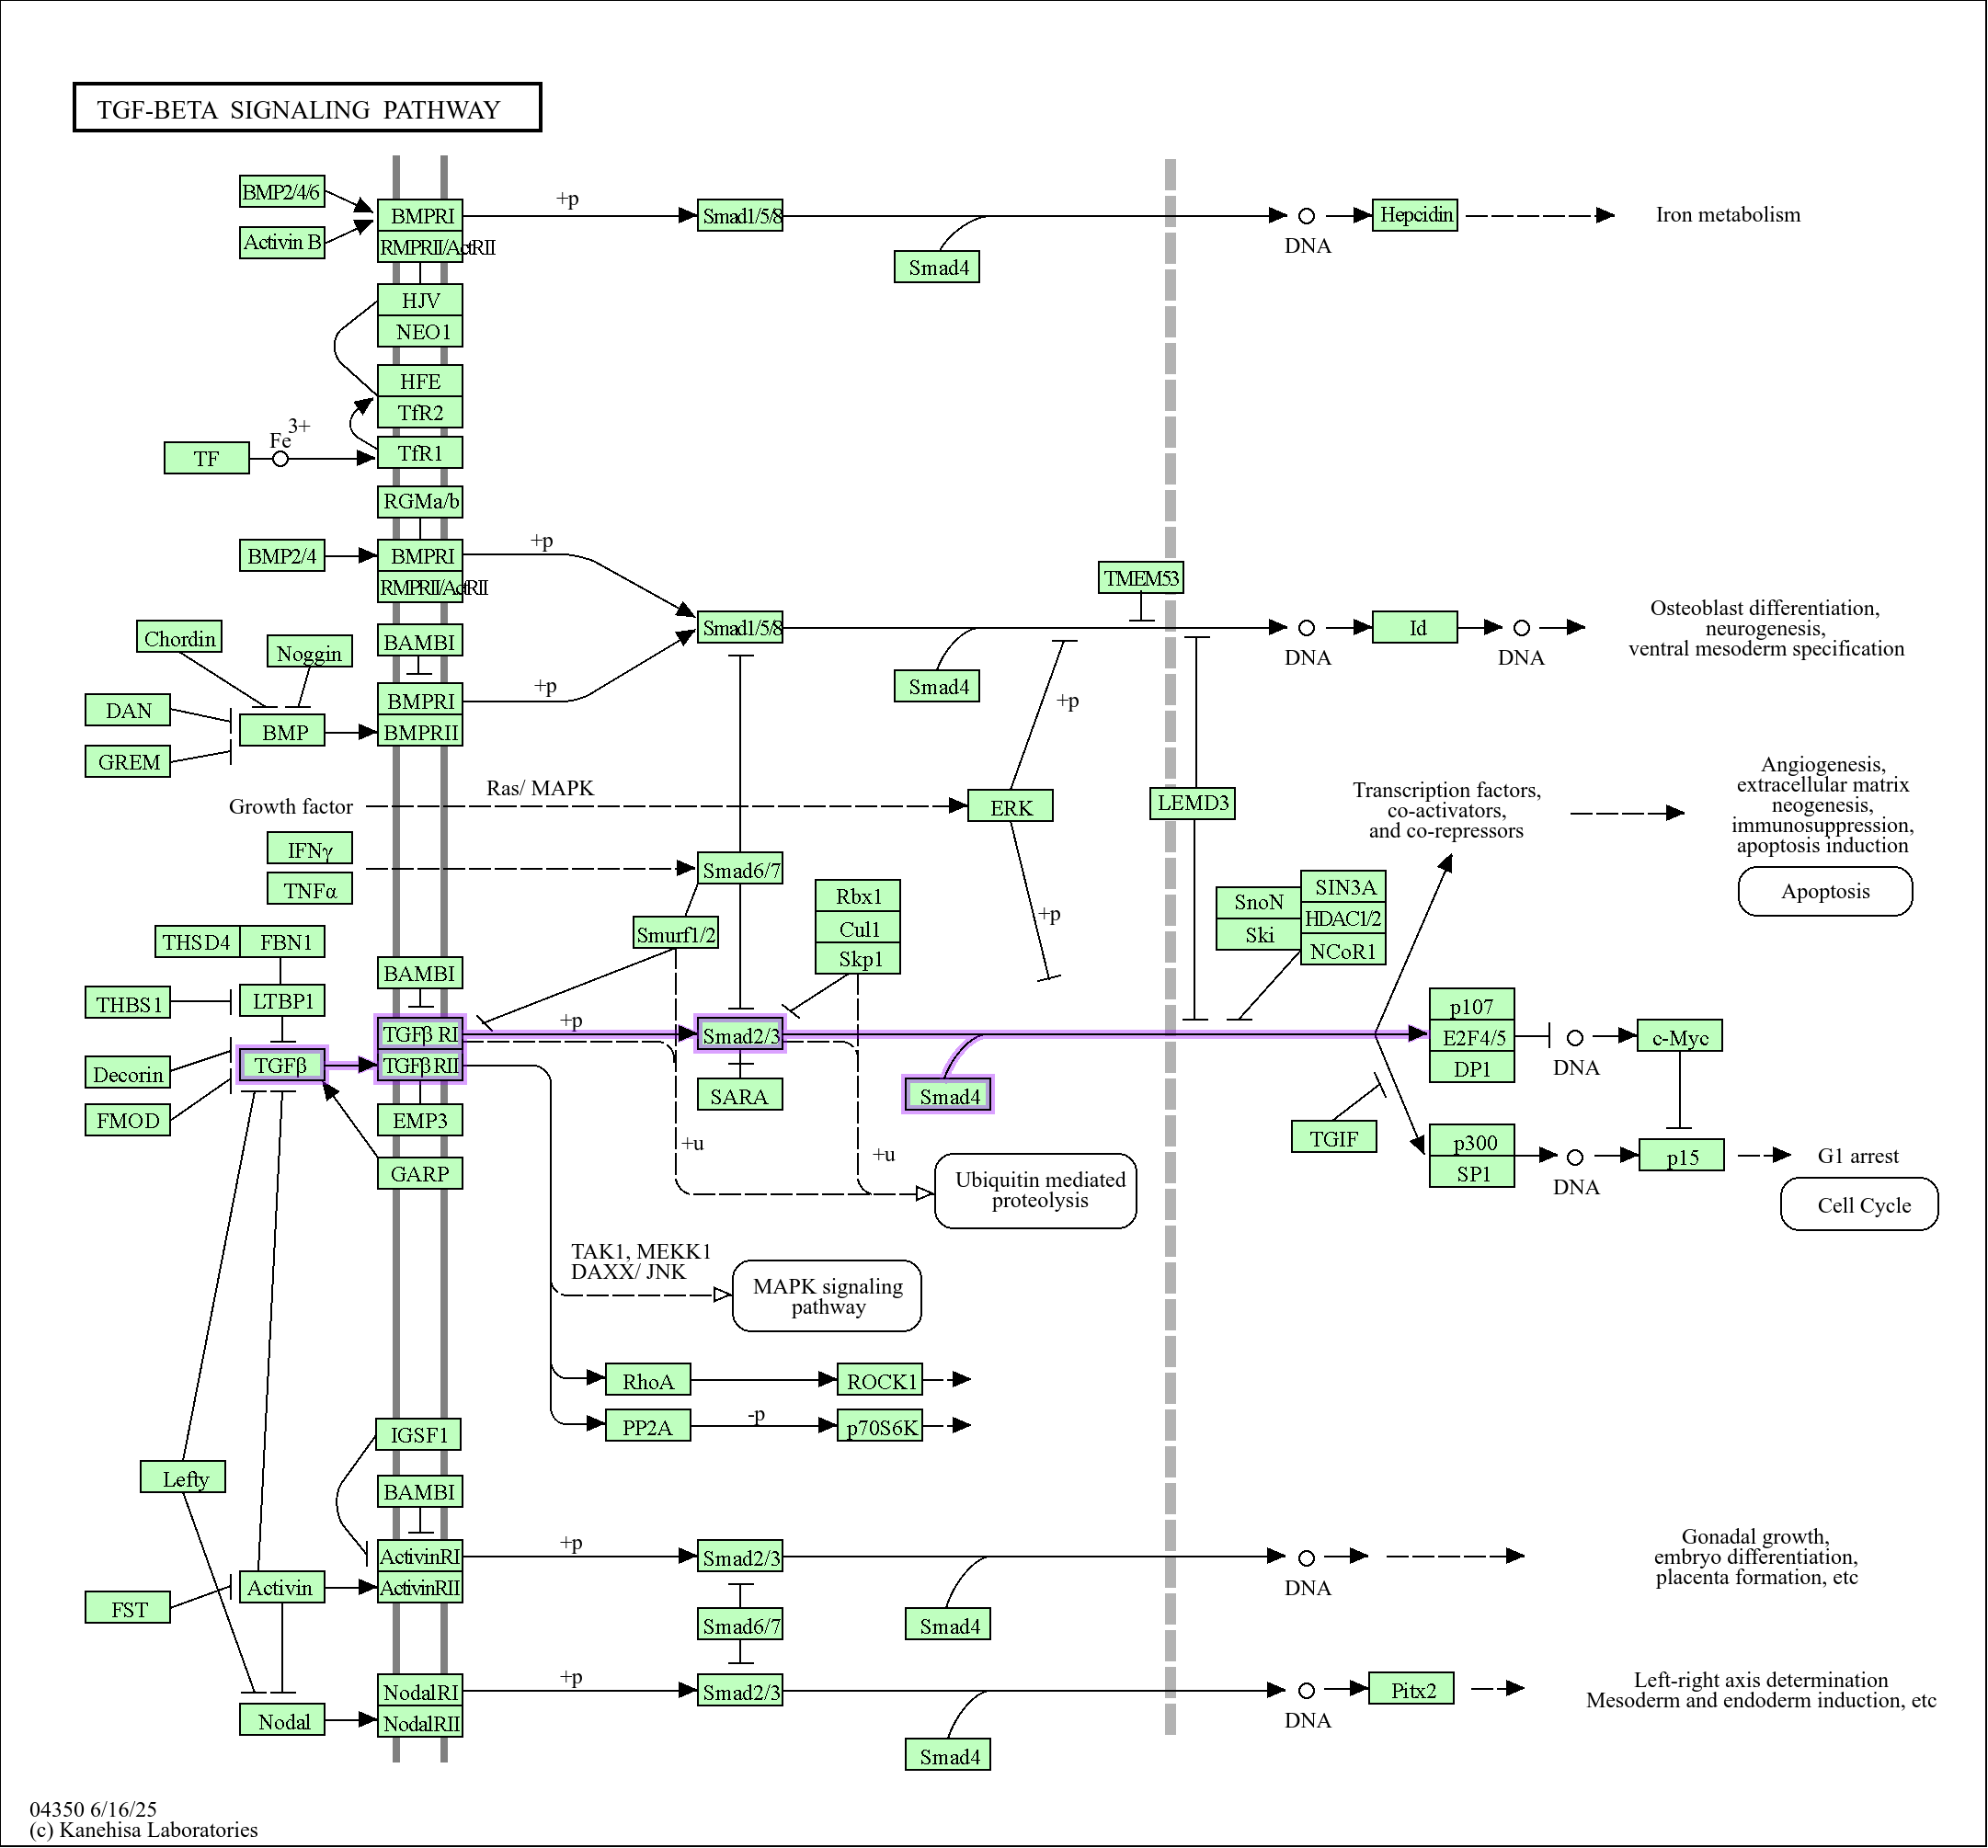 TGF-BETA SIGNALING PATHWAY
BMP2/4/6
Activin B
BMPRI
RMPRII/ActRII
+p
Smad1/5/8
Smad4
DNA
Hepcidin
Iron metabolism
HJV
NEO1
HFE
TfR2
TF
Fe 3+
TfR1
RGMa/b
BMP2/4
BMPRI
RMPRII/ActRII
+p
TMEM53
Chordin
Noggin
BAMBI
Smad1/5/8
Smad4
DNA
Id
DNA
Osteoblast differentiation,
neurogenesis,
ventral mesoderm specification
DAN
GREM
BMP
BMPRI
BMPRII
+p
+p
Growth factor
Ras/ MAPK
ERK
LEMD3
Transcription factors,
co-activators,
and co-repressors
Angiogenesis,
extracellular matrix
neogenesis,
immunosuppression,
apoptosis induction
Apoptosis
IFNγ
TNFα
Smad6/7
Smurf1/2
Rbx1
Cul1
Skp1
+p
SnoN
Ski
SIN3A
HDAC1/2
NCoR1
THSD4
FBN1
THBS1
LTBP1
BAMBI
Decorin
FMOD
TGFβ
TGFβ RI
TGFβ RII
+p
Smad2/3
SARA
Smad4
EMP3
GARP
+u
+u
Ubiquitin mediated
proteolysis
p107
E2F4/5
DP1
DNA
c-Myc
TGIF
p300
SP1
DNA
p15
G1 arrest
Cell Cycle
TAK1, MEKK1
DAXX/ JNK
MAPK signaling
pathway
RhoA
ROCK1
PP2A
-p
p70S6K
Lefty
IGSF1
BAMBI
FST
Activin
ActivinRI
ActivinRII
+p
Smad2/3
Smad4
DNA
Gonadal growth,
embryo differentiation,
placenta formation, etc
Smad6/7
Nodal
NodalRI
NodalRII
+p
Smad2/3
Smad4
DNA
Pitx2
Left-right axis determination
Mesoderm and endoderm induction, etc
04350 6/16/25
(c) Kanehisa Laboratories